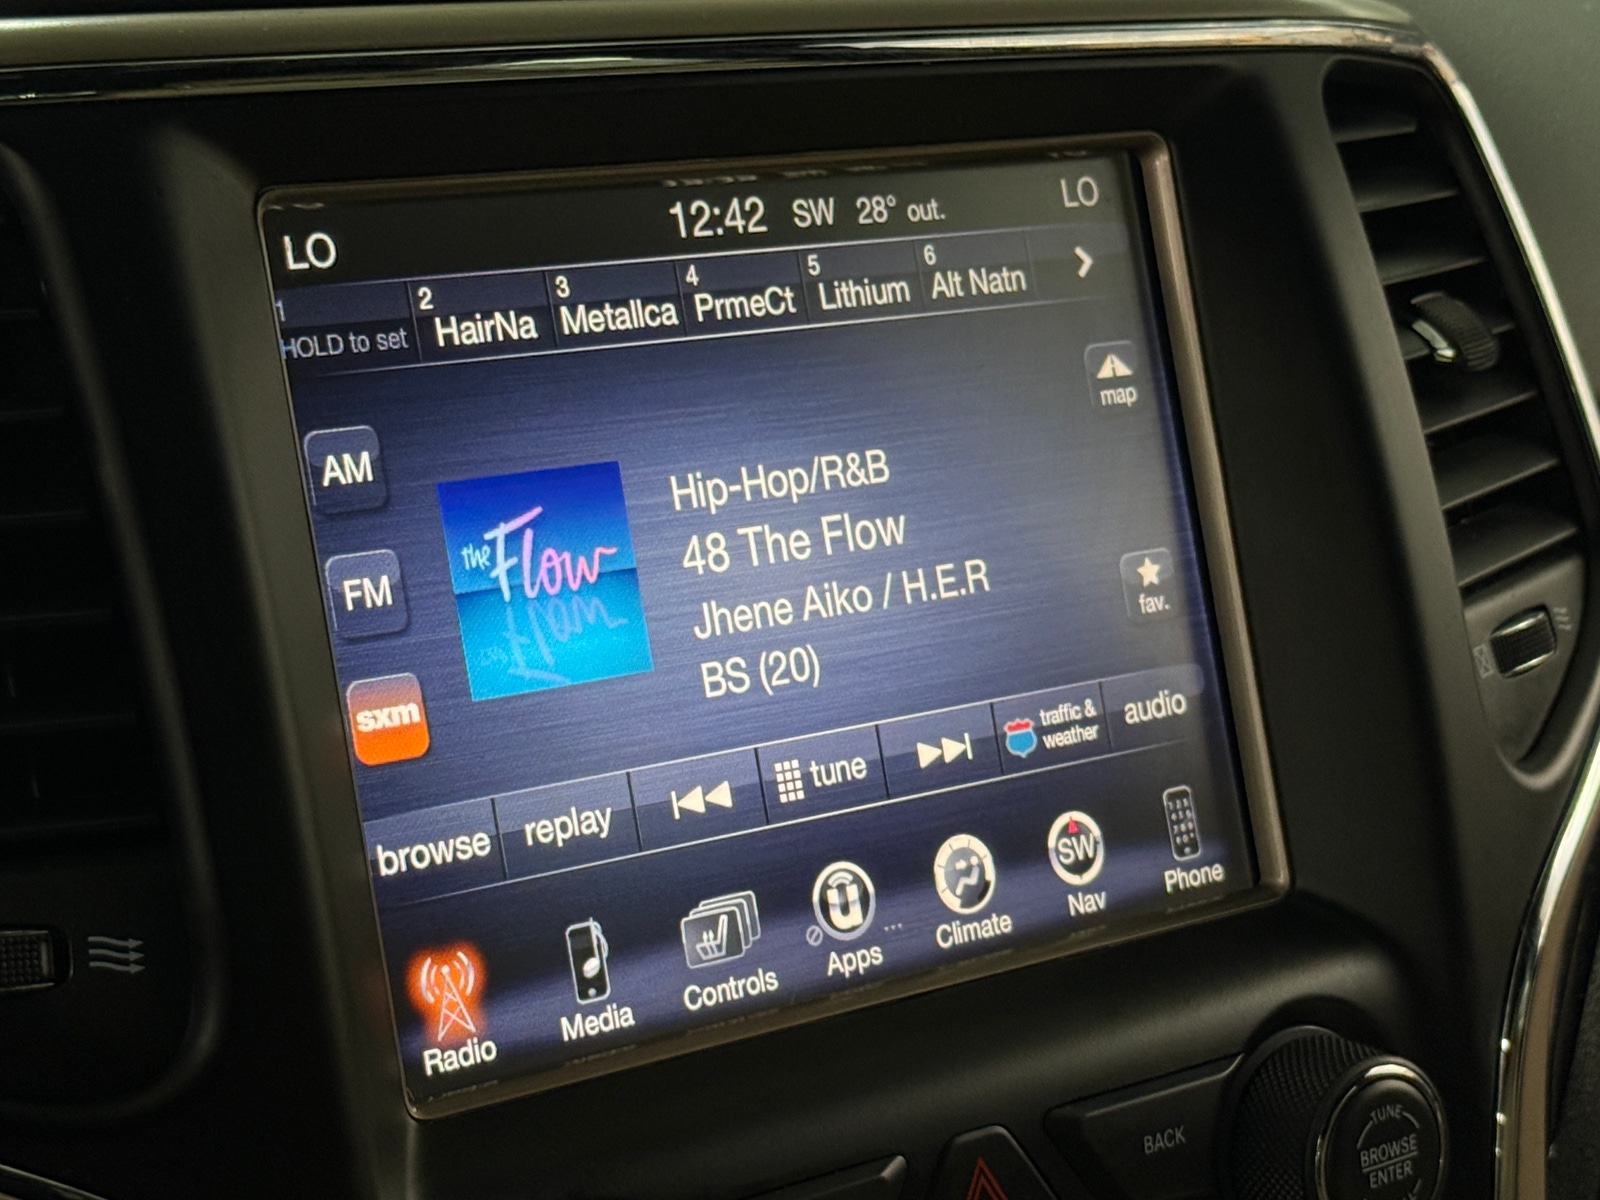 LO
12:42 SW 28° out.
LO
1
HOLD to set
2
HairNa
3
Metallca
4
PrmeCt
5
Lithium
6
Alt Natn
map
AM
FM
sxm
the Flow
Hip-Hop/R&B
48 The Flow
Jhene Aiko / H.E.R
BS (20)
fav.
browse
replay
tune
traffic &
weather
audio
Radio
Media
Controls
U
Apps
Climate
SW
Nav
Phone
BACK
TUNE
BROWSE
ENTER